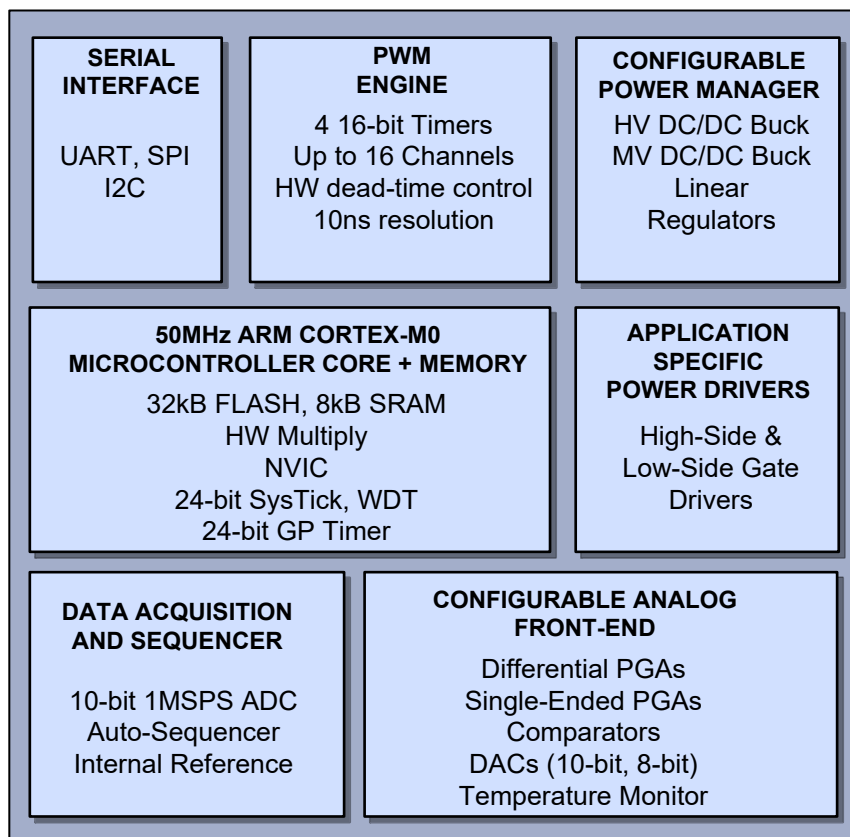 SERIAL
INTERFACE
UART, SPI
I2C
PWM
ENGINE
4 16-bit Timers
Up to 16 Channels
HW dead-time control
10ns resolution
CONFIGURABLE
POWER MANAGER
HV DC/DC Buck
MV DC/DC Buck
Linear
Regulators
50MHz ARM CORTEX-M0
MICROCONTROLLER CORE + MEMORY
32kB FLASH, 8kB SRAM
HW Multiply
NVIC
24-bit SysTick, WDT
24-bit GP Timer
APPLICATION
SPECIFIC
POWER DRIVERS
High-Side &
Low-Side Gate
Drivers
DATA ACQUISITION
AND SEQUENCER
10-bit 1MSPS ADC
Auto-Sequencer
Internal Reference
CONFIGURABLE ANALOG
FRONT-END
Differential PGAs
Single-Ended PGAs
Comparators
DACs (10-bit, 8-bit)
Temperature Monitor